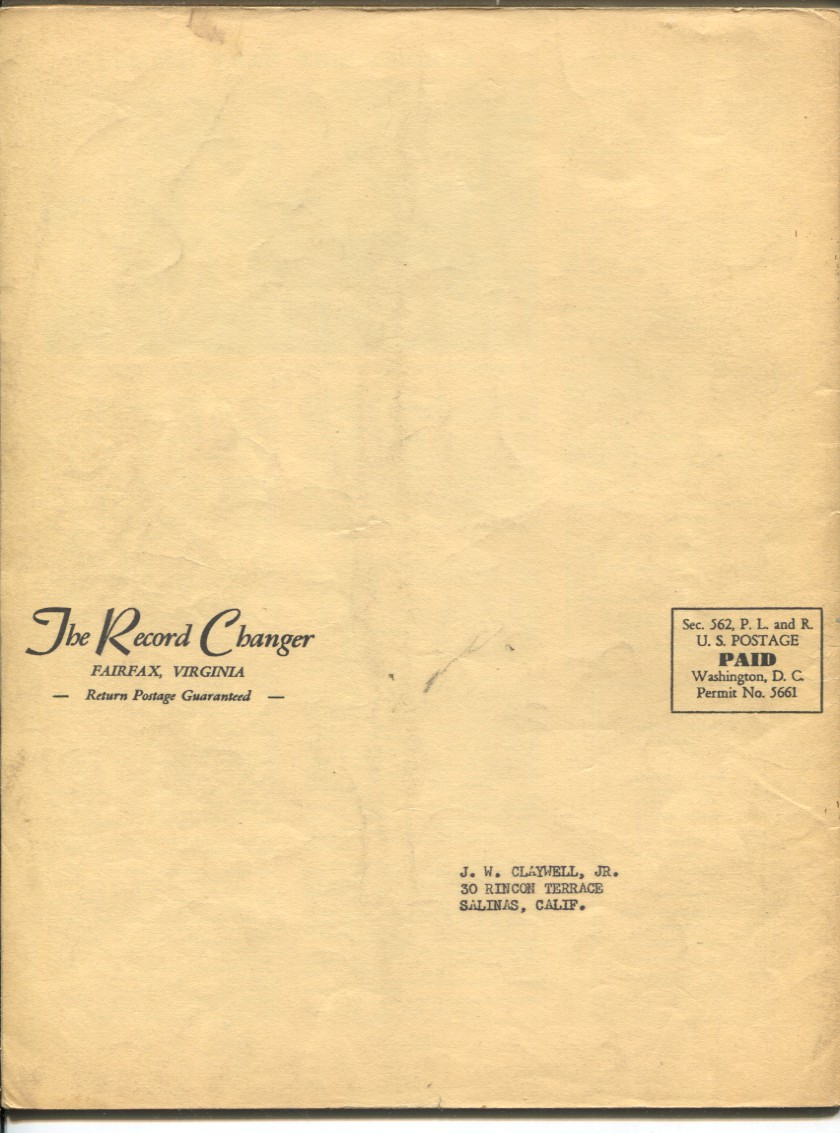 The Record Changer
FAIRFAX, VIRGINIA
— Return Postage Guaranteed —
Sec. 562, P. L. and R.
U. S. POSTAGE
PAID
Washington, D. C.
Permit No. 5661
J. W. CLAYWELL, JR.
30 RINCON TERRACE
SALINAS, CALIF.